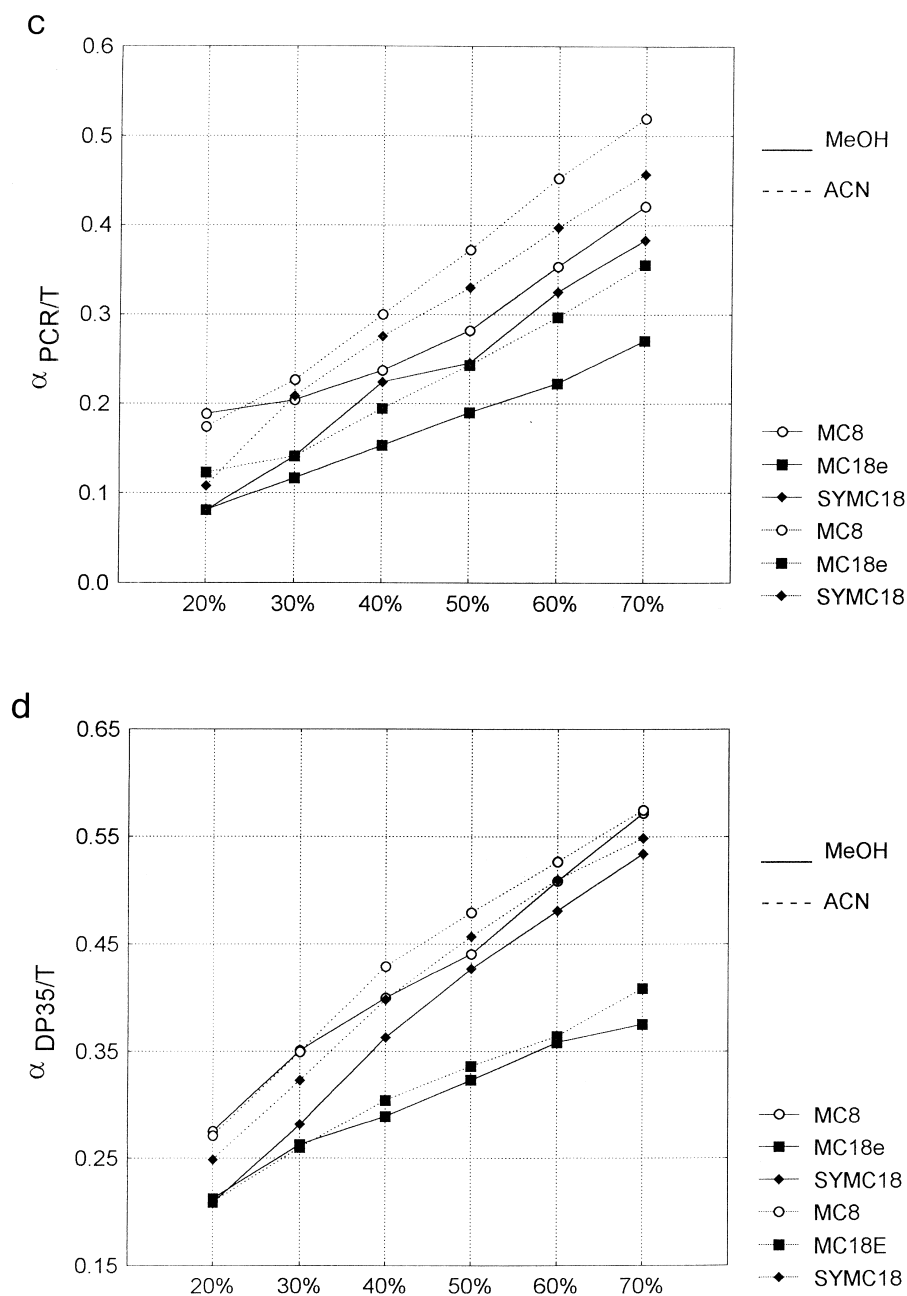 c
0.6
0.5
0.4
0.3
0.2
0.1
0.0
α PCR/T
20% 30% 40% 50% 60% 70%
MeOH
ACN
MC8
MC18e
SYMC18
MC8
MC18e
SYMC18
d
0.65
0.55
0.45
0.35
0.25
0.15
α DP35/T
20% 30% 40% 50% 60% 70%
MeOH
ACN
MC8
MC18e
SYMC18
MC8
MC18E
SYMC18